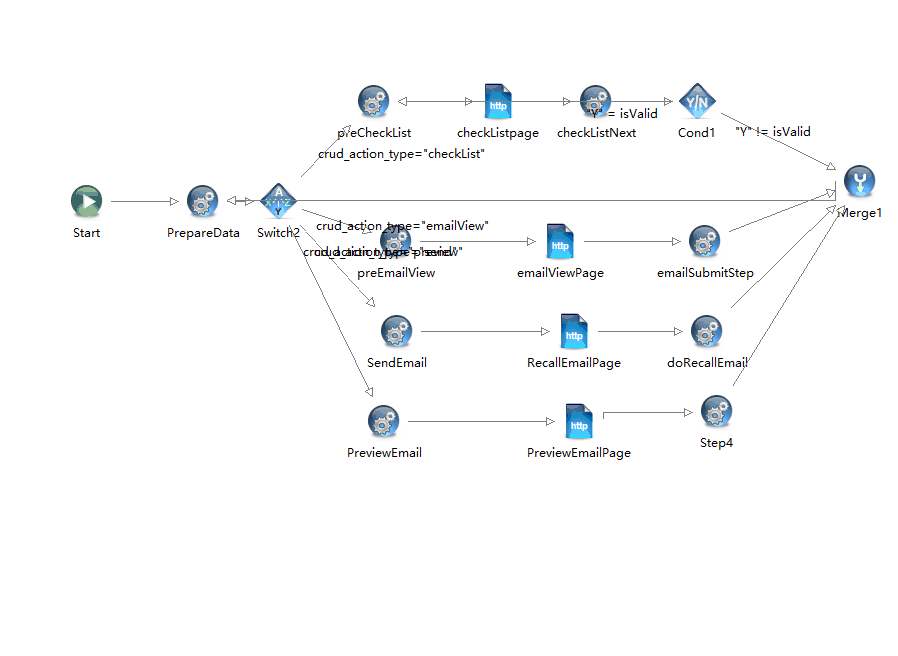 "Y" = isValid
preCheckList
checkListpage
checkListNext
Cond1
"Y" != isValid
crud_action_type="checkList"
Start
PrepareData
Switch2
Merge1
crud_action_type="emailView"
preEmailView
emailViewPage
emailSubmitStep
SendEmail
RecallEmailPage
doRecallEmail
PreviewEmail
PreviewEmailPage
Step4
http
Y/N
http
http
http
A
Y